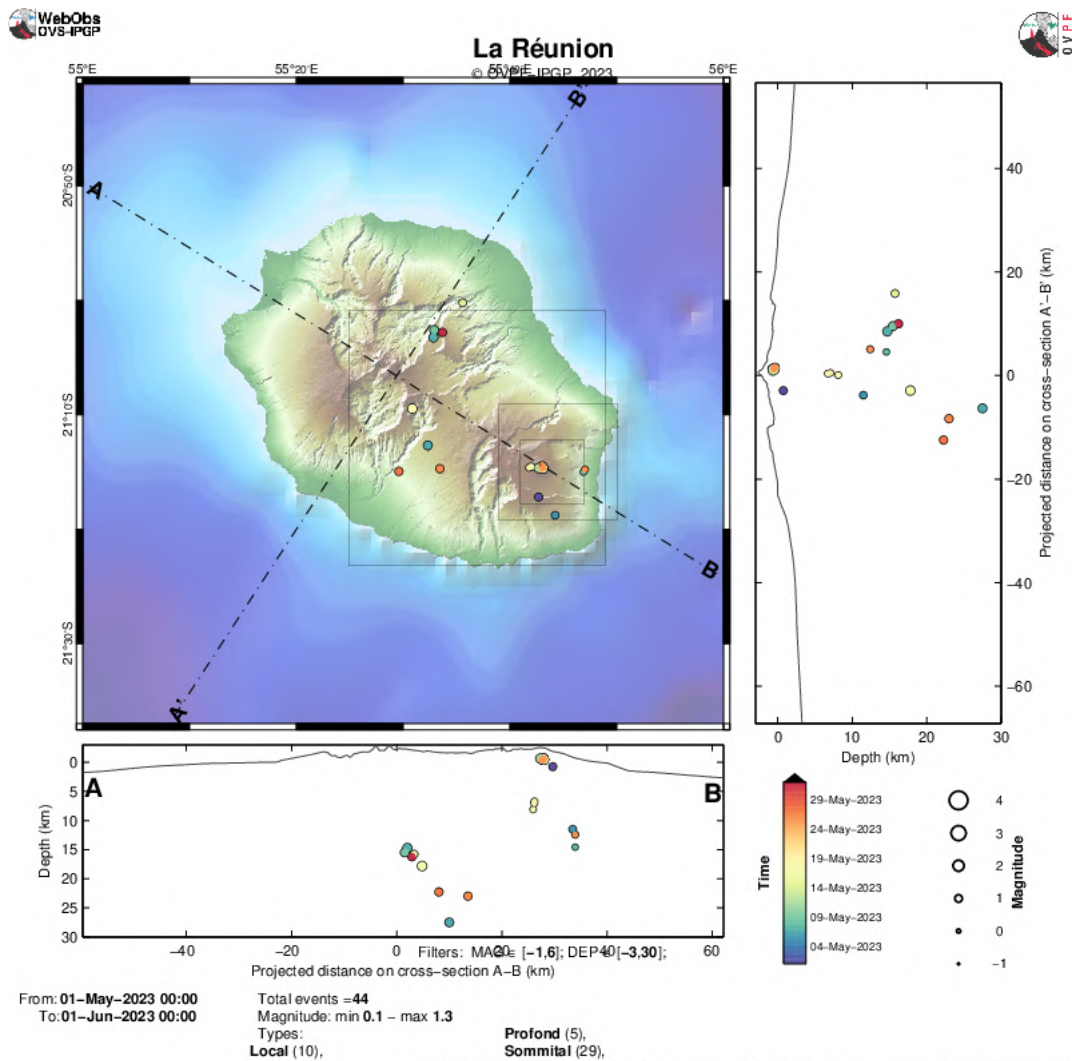 WebObs
OVS-IPGP
OVPF
La Réunion
© OVPF-IPGP, 2023
55°E
55°20'E
55°40'E
56°E
20°50'S
21°10'S
21°30'S
A
B'
A'
B
40
20
0
−20
−40
−60
Projected distance on cross-section A'-B' (km)
0 10 20 30
Depth (km)
0
5
10
15
20
25
30
Depth (km)
A
B
−40 −20 0 20 40 60
Filters: MAG ∈ [−1,6]; DEP ∈ [−3,30];
Projected distance on cross−section A−B (km)
Time
29−May−2023
24−May−2023
19−May−2023
14−May−2023
09−May−2023
04−May−2023
4
3
2
1
0
−1
Magnitude
From: 01−May−2023 00:00
To: 01−Jun−2023 00:00
Total events =44
Magnitude: min 0.1 − max 1.3
Types:
Local (10),
Profond (5),
Sommital (29),